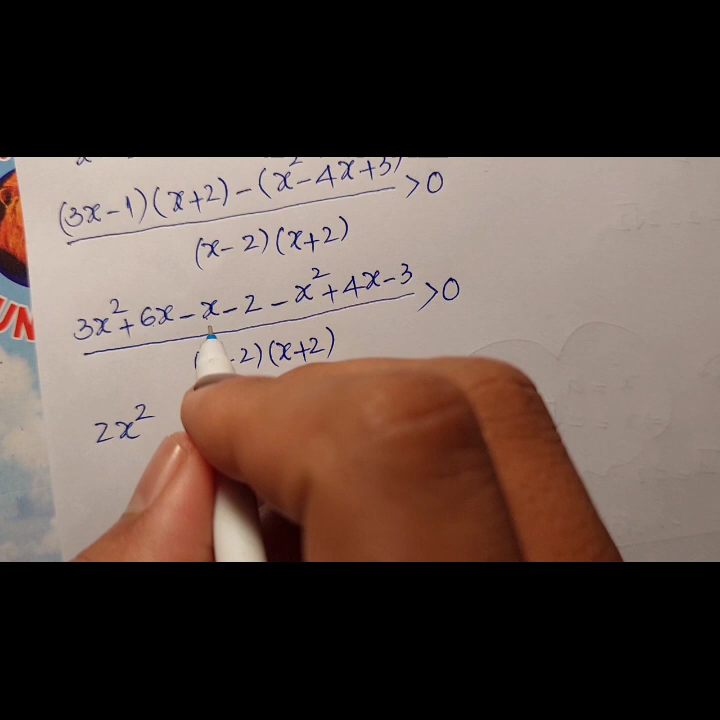 (3x-1)(x+2)-(x²-4x+3) >0
(x-2)(x+2)
3x²+6x-x-2-x²+4x-3 >0
( -2)(x+2)
2x²
UN